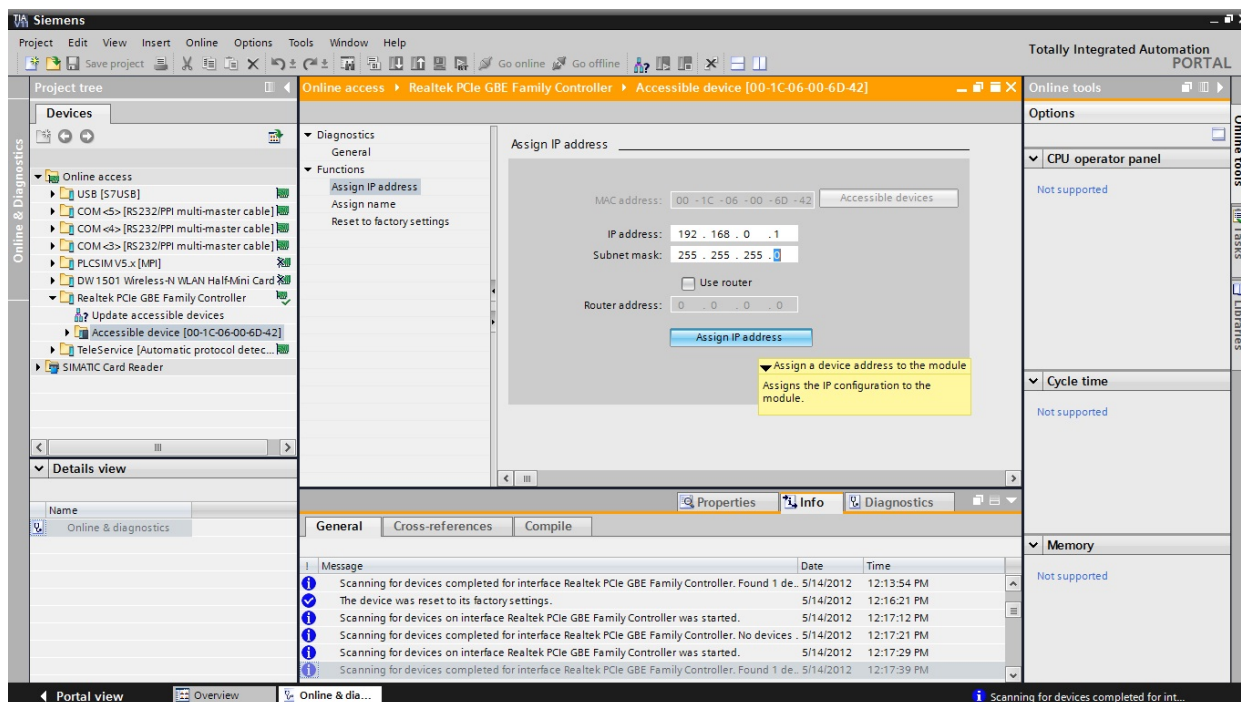 Siemens
Project Edit View Insert Online Options Tools Window Help
Save project Go online Go offline
Totally Integrated Automation
PORTAL
Project tree
Devices
Online access
USB [S7USB]
COM <5> [RS232/PPI multi-master cable]
COM <4> [RS232/PPI multi-master cable]
COM <3> [RS232/PPI multi-master cable]
PLCSIM V5.x [MPI]
DW 1501 Wireless-N WLAN Half-Mini Card
Realtek PCIe GBE Family Controller
Update accessible devices
Accessible device [00-1C-06-00-6D-42]
TeleService [Automatic protocol detec...
SIMATIC Card Reader
Details view
Name
Online & diagnostics
Online & Diagnostics
Online access Realtek PCIe GBE Family Controller Accessible device [00-1C-06-00-6D-42]
Diagnostics
General
Functions
Assign IP address
Assign name
Reset to factory settings
Assign IP address
MAC address: 00 -1C -06 -00 -6D -42 Accessible devices
IP address: 192 . 168 . 0 . 1
Subnet mask: 255 . 255 . 255 . 0
Use router
Router address: 0 . 0 . 0 . 0
Assign IP address
Assign a device address to the module
Assigns the IP configuration to the
module.
Properties Info Diagnostics
General Cross-references Compile
! Message Date Time
Scanning for devices completed for interface Realtek PCIe GBE Family Controller. Found 1 de.. 5/14/2012 12:13:54 PM
The device was reset to its factory settings. 5/14/2012 12:16:21 PM
Scanning for devices on interface Realtek PCIe GBE Family Controller was started. 5/14/2012 12:17:12 PM
Scanning for devices completed for interface Realtek PCIe GBE Family Controller. No devices . 5/14/2012 12:17:21 PM
Scanning for devices on interface Realtek PCIe GBE Family Controller was started. 5/14/2012 12:17:29 PM
Scanning for devices completed for interface Realtek PCIe GBE Family Controller. Found 1 de.. 5/14/2012 12:17:39 PM
Online tools
Options
CPU operator panel
Not supported
Cycle time
Not supported
Memory
Not supported
Online tools
Tasks
Libraries
Portal view Overview Online & dia...
Scanning for devices completed for int...